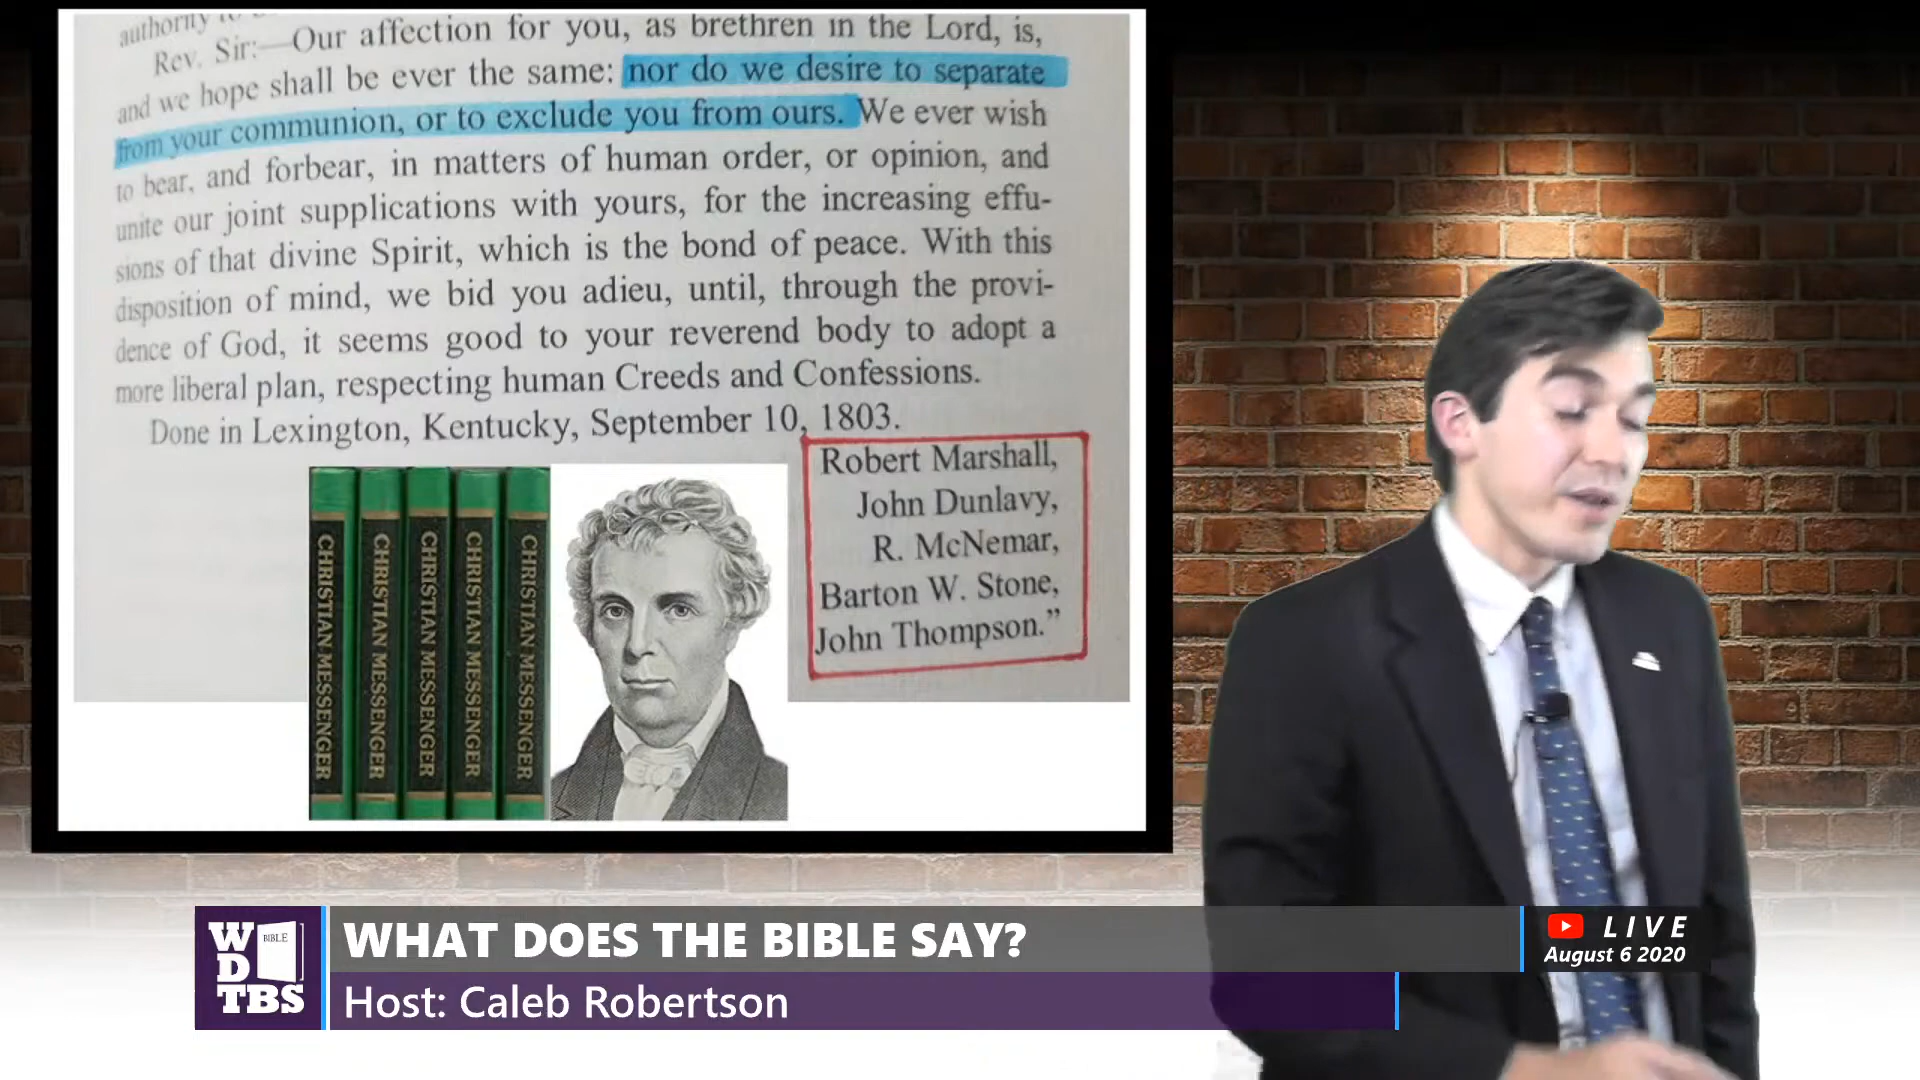 authority to
Rev. Sir:—Our affection for you, as brethren in the Lord, is,
and we hope shall be ever the same: nor do we desire to separate
from your communion, or to exclude you from ours. We ever wish
to bear, and forbear, in matters of human order, or opinion, and
unite our joint supplications with yours, for the increasing effu-
sions of that divine Spirit, which is the bond of peace. With this
disposition of mind, we bid you adieu, until, through the provi-
dence of God, it seems good to your reverend body to adopt a
more liberal plan, respecting human Creeds and Confessions.
Done in Lexington, Kentucky, September 10, 1803.
Robert Marshall,
John Dunlavy,
R. McNemar,
Barton W. Stone,
John Thompson.”
CHRISTIAN MESSENGER
CHRISTIAN MESSENGER
CHRISTIAN MESSENGER
CHRISTIAN MESSENGER
CHRISTIAN MESSENGER
W
D
TBS
BIBLE
WHAT DOES THE BIBLE SAY?
Host: Caleb Robertson
LIVE
August 6 2020